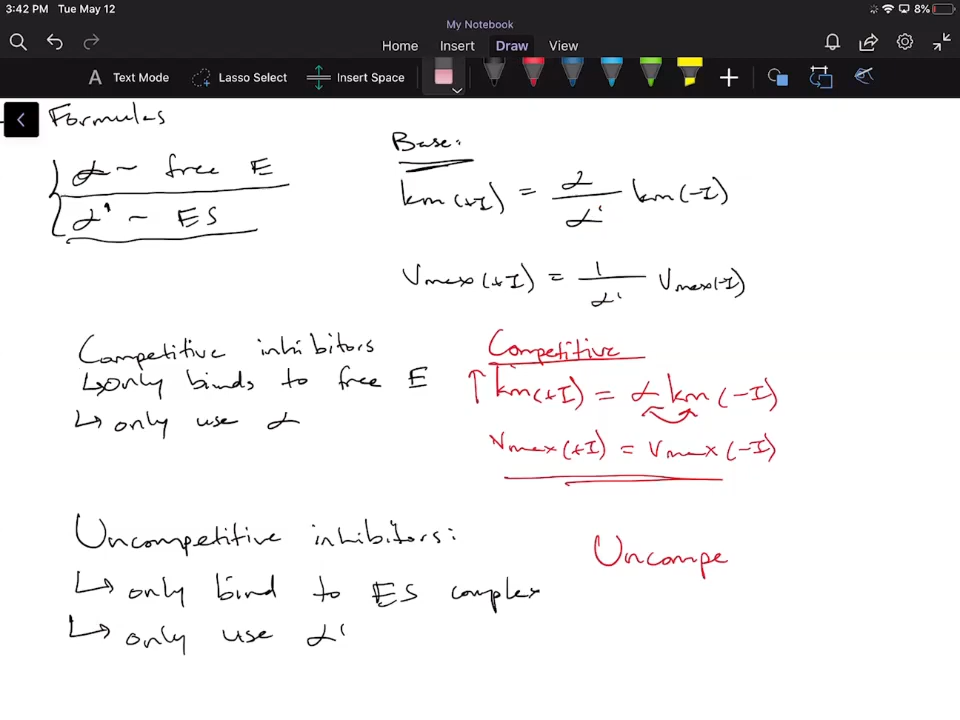 3:42 PM Tue May 12
8%
My Notebook
Home Insert Draw View
A Text Mode Lasso Select Insert Space
Formulas
α ~ free E
α' ~ ES
Base:
km(+I) = α/α' km(-I)
Vmax(+I) = 1/α' Vmax(-I)
Competitive inhibitors
↳ only binds to free E
↳ only use α
Competitive
↑ km(+I) = α km(-I)
Vmax(+I) = Vmax(-I)
Uncompetitive inhibitors:
↳ only bind to ES complex
↳ only use α'
Uncompe